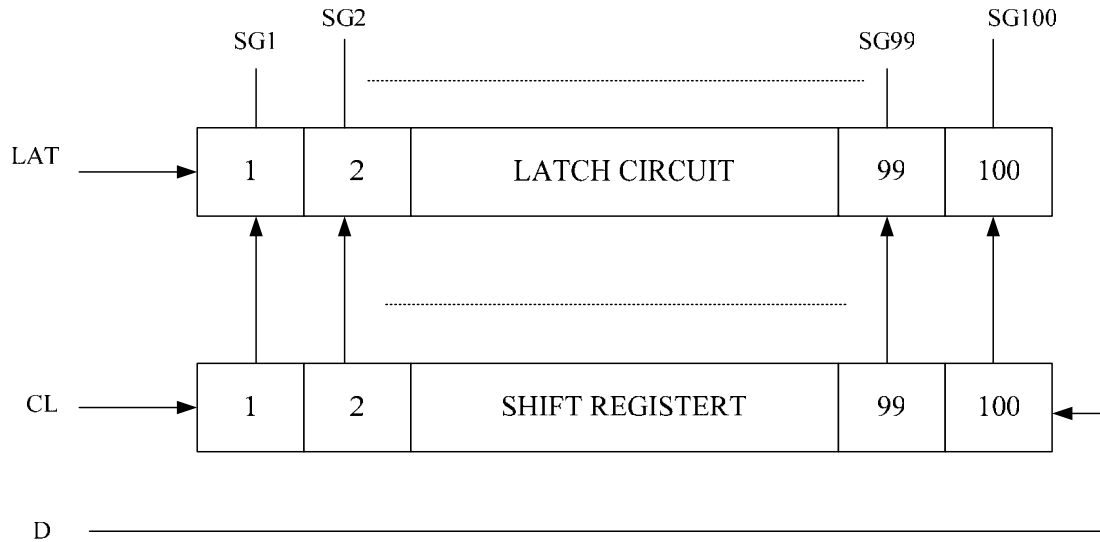 SG1 SG2 SG99 SG100
LAT 1 2 LATCH CIRCUIT 99 100
CL 1 2 SHIFT REGISTERT 99 100
D